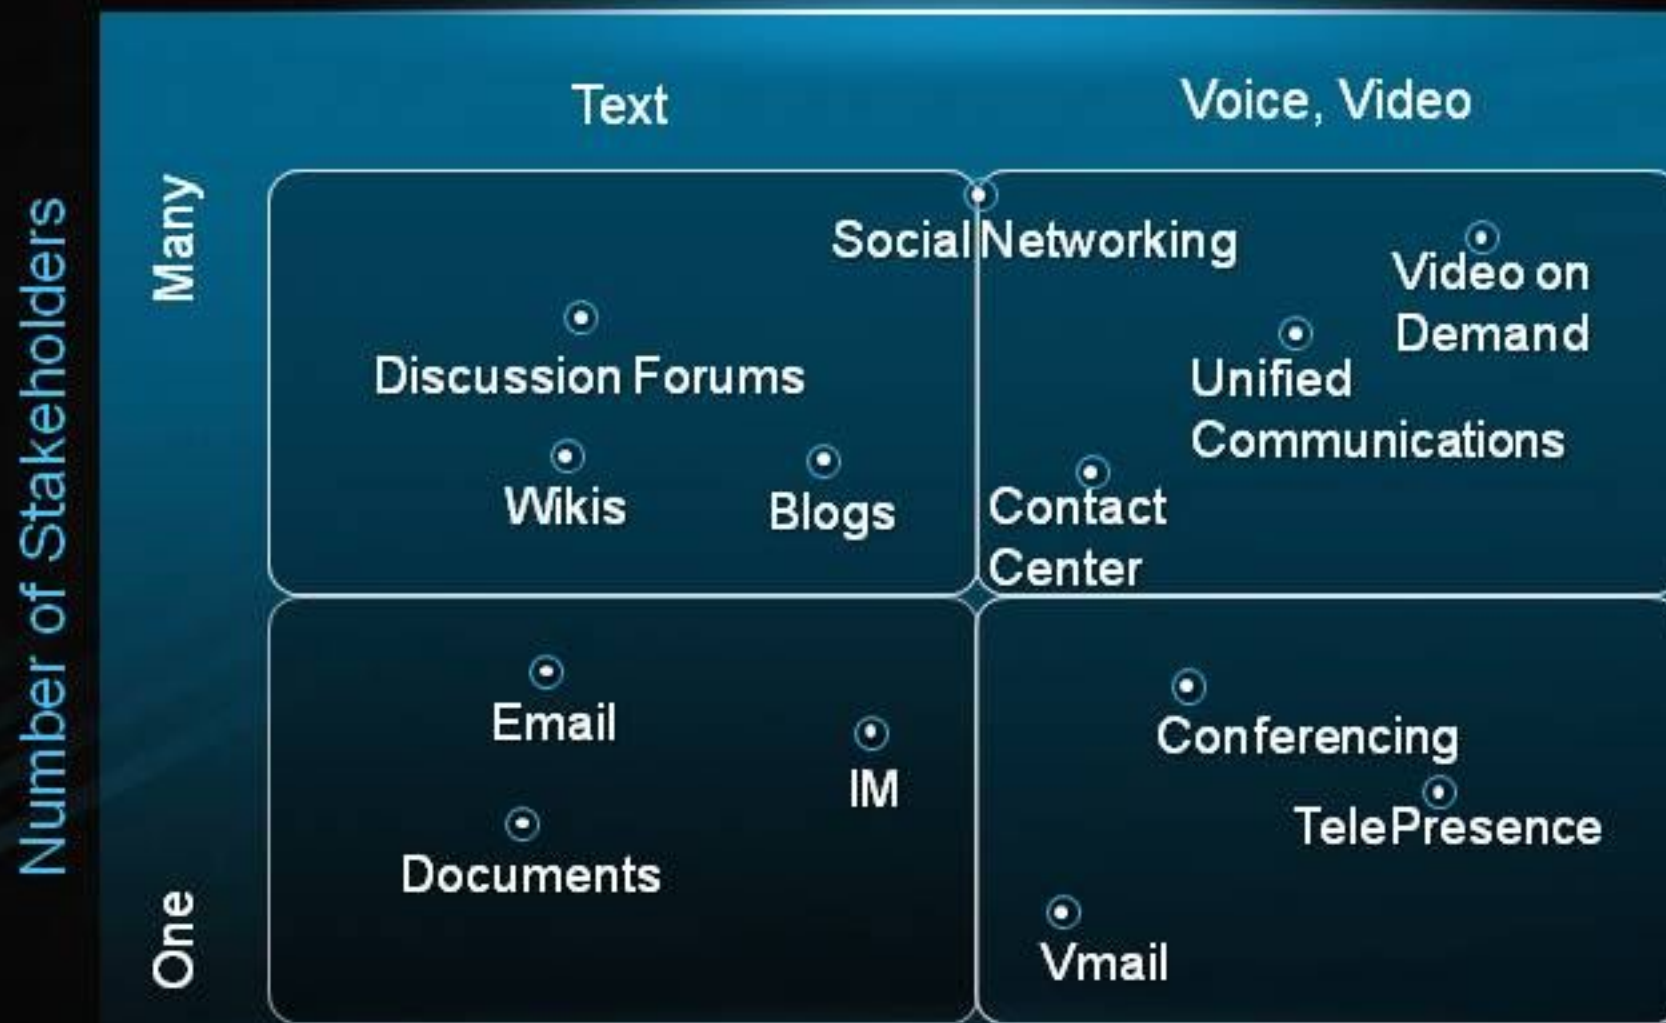 Text
Voice, Video
Number of Stakeholders
Many
Social Networking
Video on
Demand
Discussion Forums
Unified
Communications
Wikis
Blogs
Contact
Center
Email
IM
Conferencing
TelePresence
Documents
Vmail
One